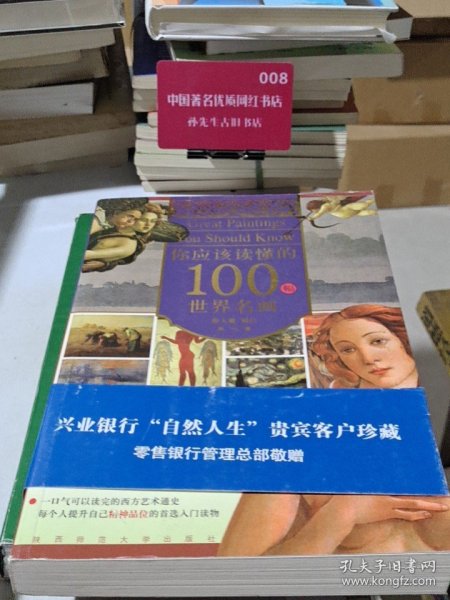 008
中国著名优质网红书店
孙先生古旧书店
Great Paintings
You Should Know
你应该读懂的
100幅
世界名画
兴业银行“自然人生”贵宾客户珍藏
零售银行管理总部敬赠
一口气可以读完的西方艺术通史
每个人提升自己精神品位的首选入门读物
陕西师范大学出版社
孔夫子旧书网
www.kongfz.com